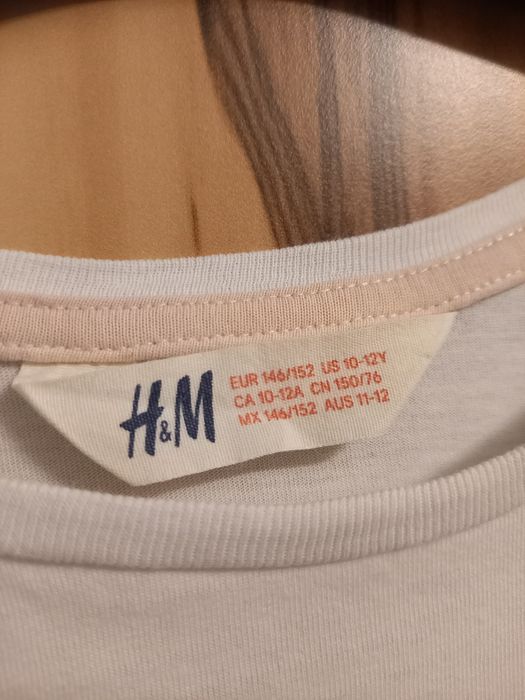 H&M
EUR 146/152 US 10-12Y
CA 10-12A CN 150/76
MX 146/152 AUS 11-12